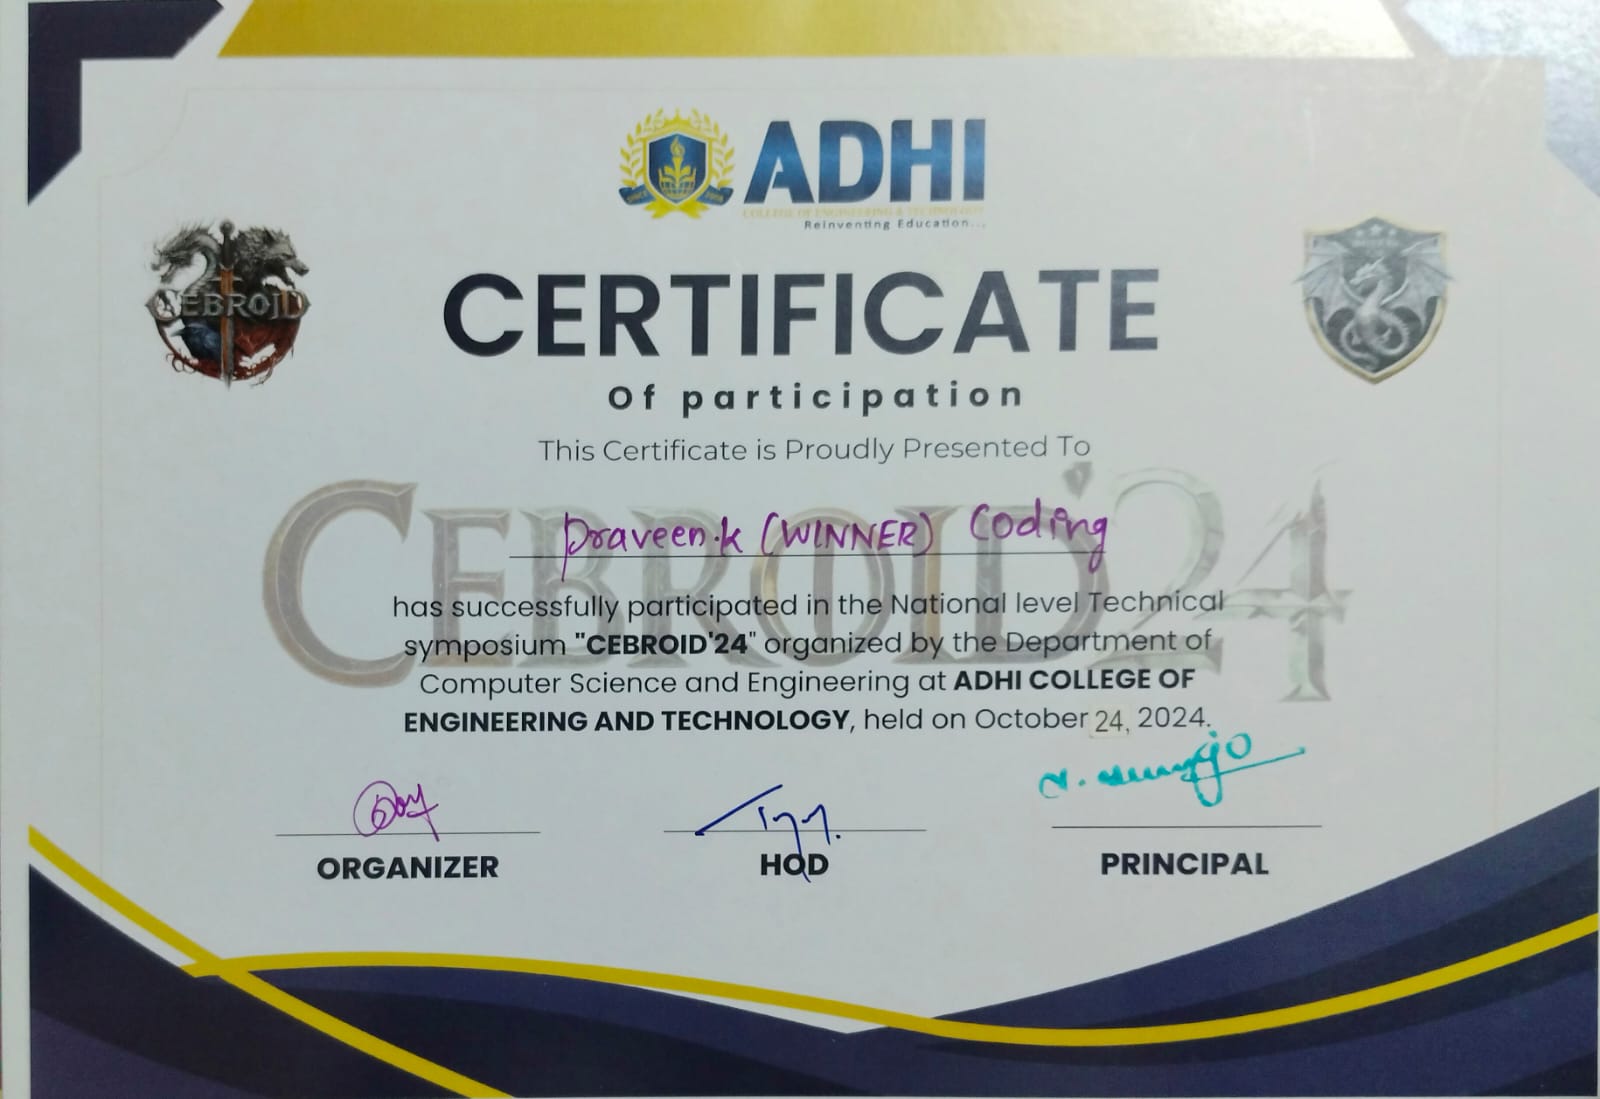 ADHI
COLLEGE OF ENGINEERING & TECHNOLOGY
Reinventing Education...
CEBROID
CERTIFICATE
Of participation
This Certificate is Proudly Presented To
CEBROID'24
Praveen.k (WINNER) Coding
has successfully participated in the National level Technical
symposium "CEBROID'24" organized by the Department of
Computer Science and Engineering at ADHI COLLEGE OF
ENGINEERING AND TECHNOLOGY, held on October 24, 2024.
ORGANIZER
HOD
PRINCIPAL